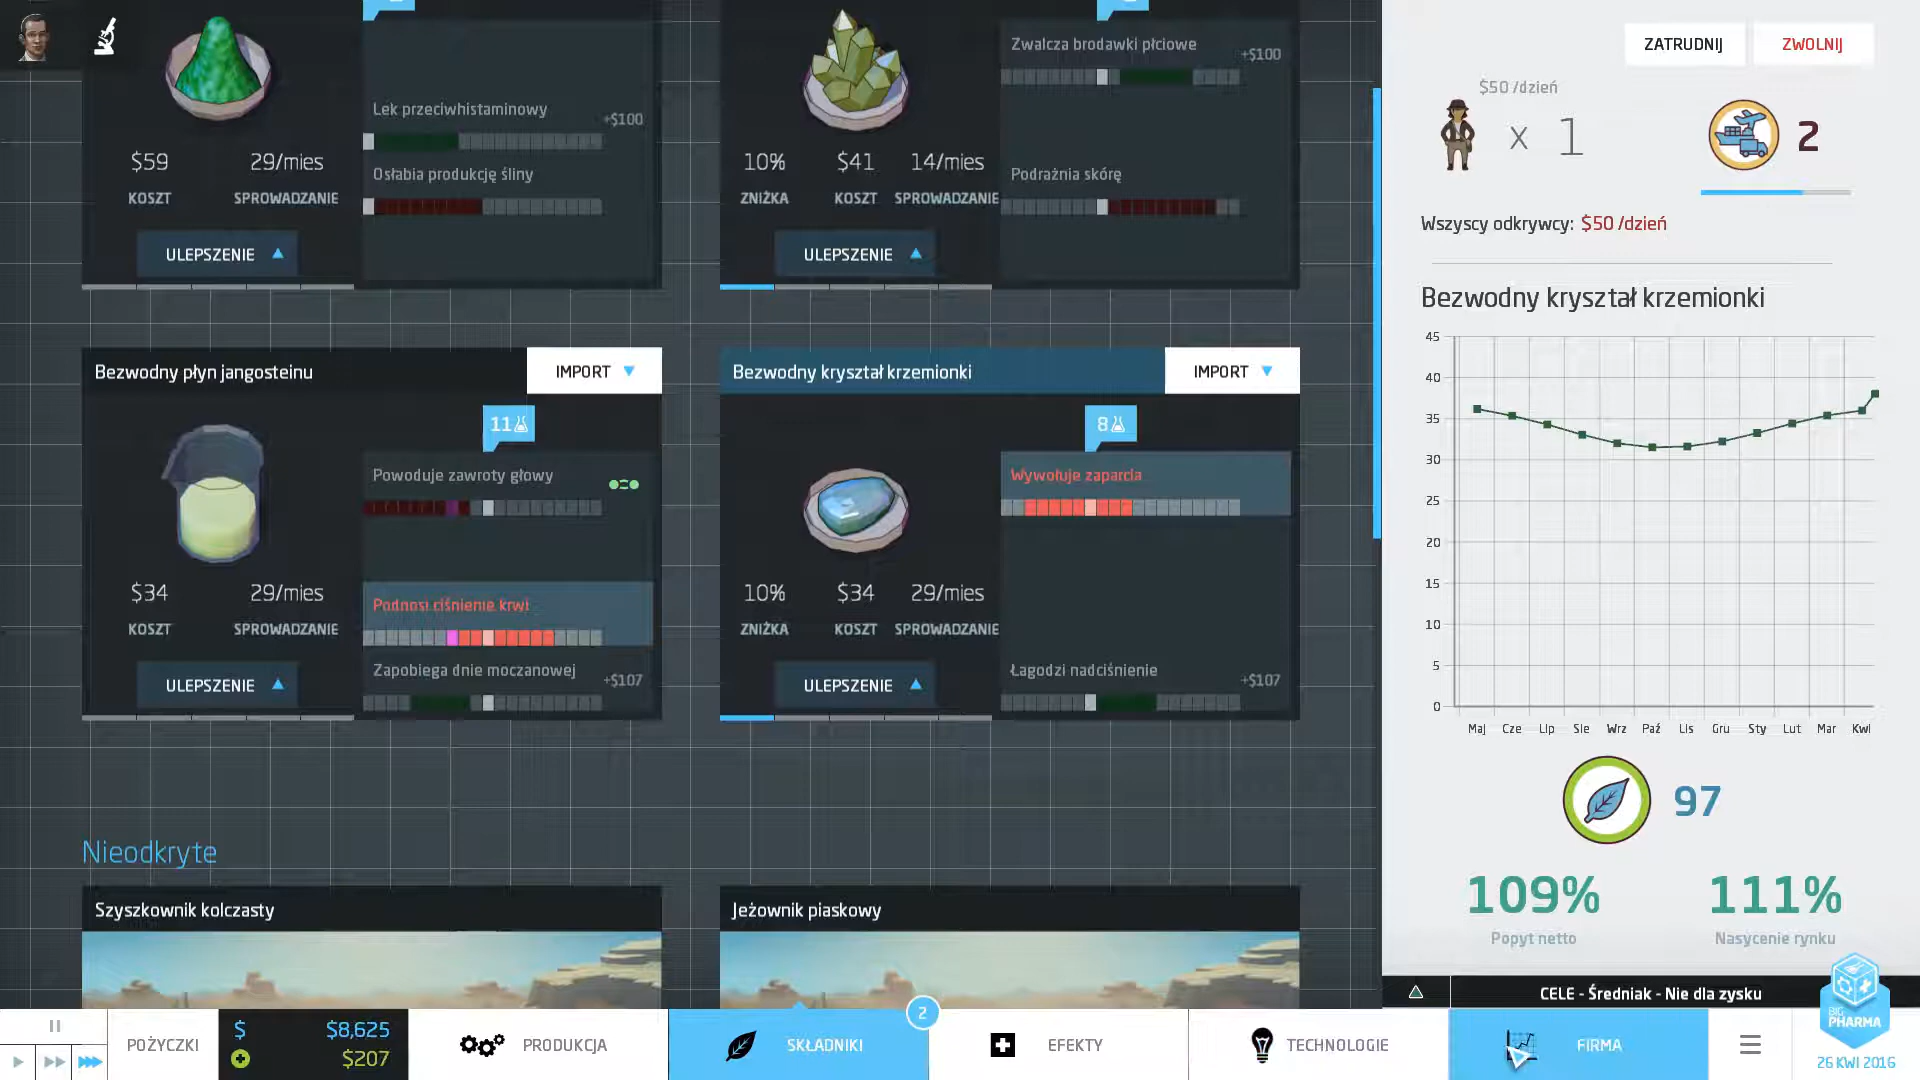 Lek przeciwhistaminowy
+$100
$59
29/mies
KOSZT
SPROWADZANIE
Osłabia produkcję śliny
ULEPSZENIE
Zwalcza brodawki płciowe
+$100
10%
$41
14/mies
ZNIŻKA
KOSZT
SPROWADZANIE
Podrażnia skórę
ULEPSZENIE
Bezwodny płyn jangosteinu
IMPORT
11
Powoduje zawroty głowy
$34
29/mies
KOSZT
SPROWADZANIE
Podnosi ciśnienie krwi
Zapobiega dnie moczanowej
+$107
ULEPSZENIE
Bezwodny kryształ krzemionki
IMPORT
8
Wywołuje zaparcia
10%
$34
29/mies
ZNIŻKA
KOSZT
SPROWADZANIE
Łagodzi nadciśnienie
+$107
ULEPSZENIE
Nieodkryte
Szyszkownik kolczasty
Jeżownik piaskowy
ZATRUDNIJ
ZWOLNIJ
$50 /dzień
x 1
2
Wszyscy odkrywcy: $50 /dzień
Bezwodny kryształ krzemionki
45
40
35
30
25
20
15
10
5
0
Maj Cze Lip Sie Wrz Paź Lis Gru Sty Lut Mar Kwi
97
109%
Popyt netto
111%
Nasycenie rynku
CELE - Średniak - Nie dla zysku
POŻYCZKI
$ $8,625
$207
PRODUKCJA
SKŁADNIKI
2
EFEKTY
TECHNOLOGIE
FIRMA
BIG
PHARMA
26 KWI 2016